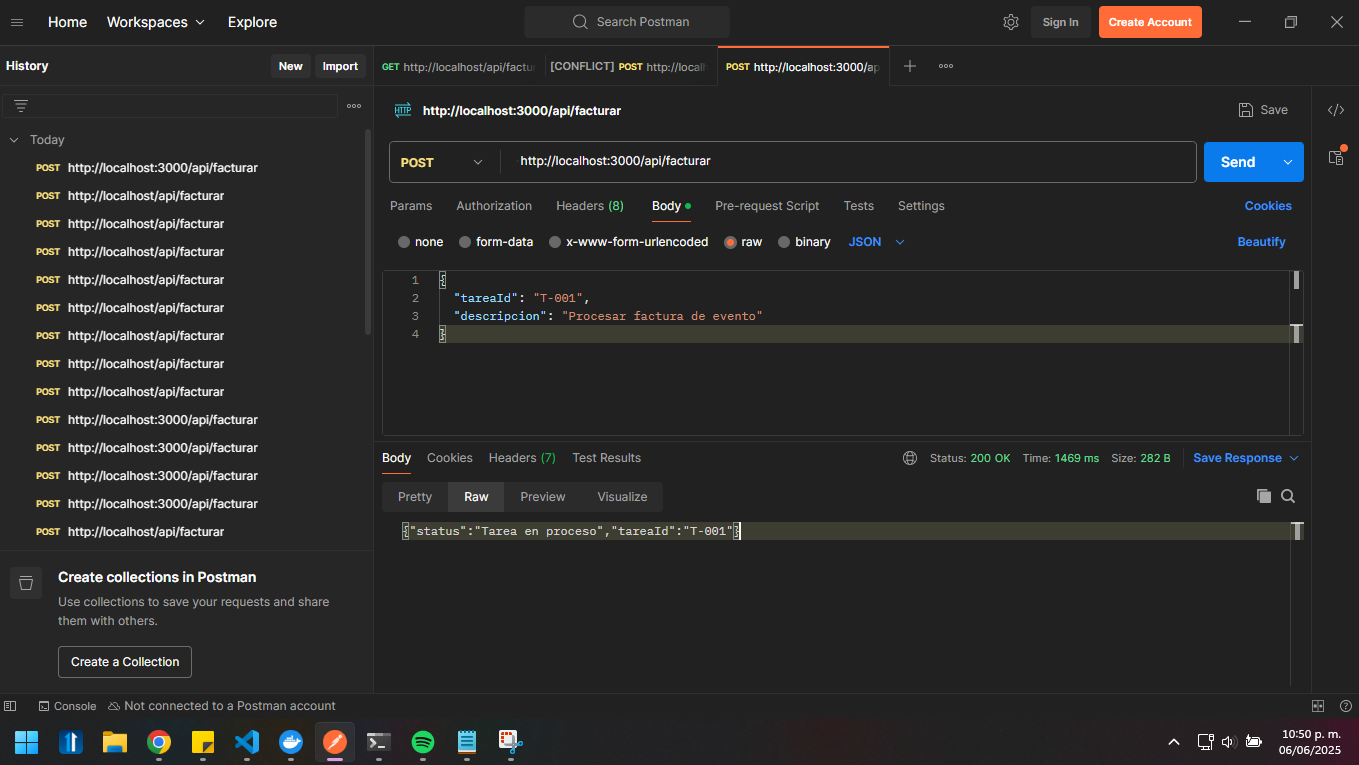 Home Workspaces Explore Search Postman Sign In Create Account
History New Import
GET http://localhost/api/factur [CONFLICT] POST http://local POST http://localhost:3000/ap
http://localhost:3000/api/facturar Save
Today
POST http://localhost:3000/api/facturar
POST http://localhost/api/facturar
POST http://localhost/api/facturar
POST http://localhost/api/facturar
POST http://localhost/api/facturar
POST http://localhost/api/facturar
POST http://localhost/api/facturar
POST http://localhost/api/facturar
POST http://localhost/api/facturar
POST http://localhost:3000/api/facturar
POST http://localhost:3000/api/facturar
POST http://localhost:3000/api/facturar
POST http://localhost:3000/api/facturar
POST http://localhost/api/facturar
Create collections in Postman
Use collections to save your requests and share
them with others.
Create a Collection
POST http://localhost:3000/api/facturar Send
Params Authorization Headers (8) Body Pre-request Script Tests Settings Cookies
none form-data x-www-form-urlencoded raw binary JSON Beautify
1 {
2 "tareaId": "T-001",
3 "descripcion": "Procesar factura de evento"
4 }
Body Cookies Headers (7) Test Results Status: 200 OK Time: 1469 ms Size: 282 B Save Response
Pretty Raw Preview Visualize
{"status":"Tarea en proceso","tareaId":"T-001"}
Console Not connected to a Postman account
10:50 p. m.
06/06/2025